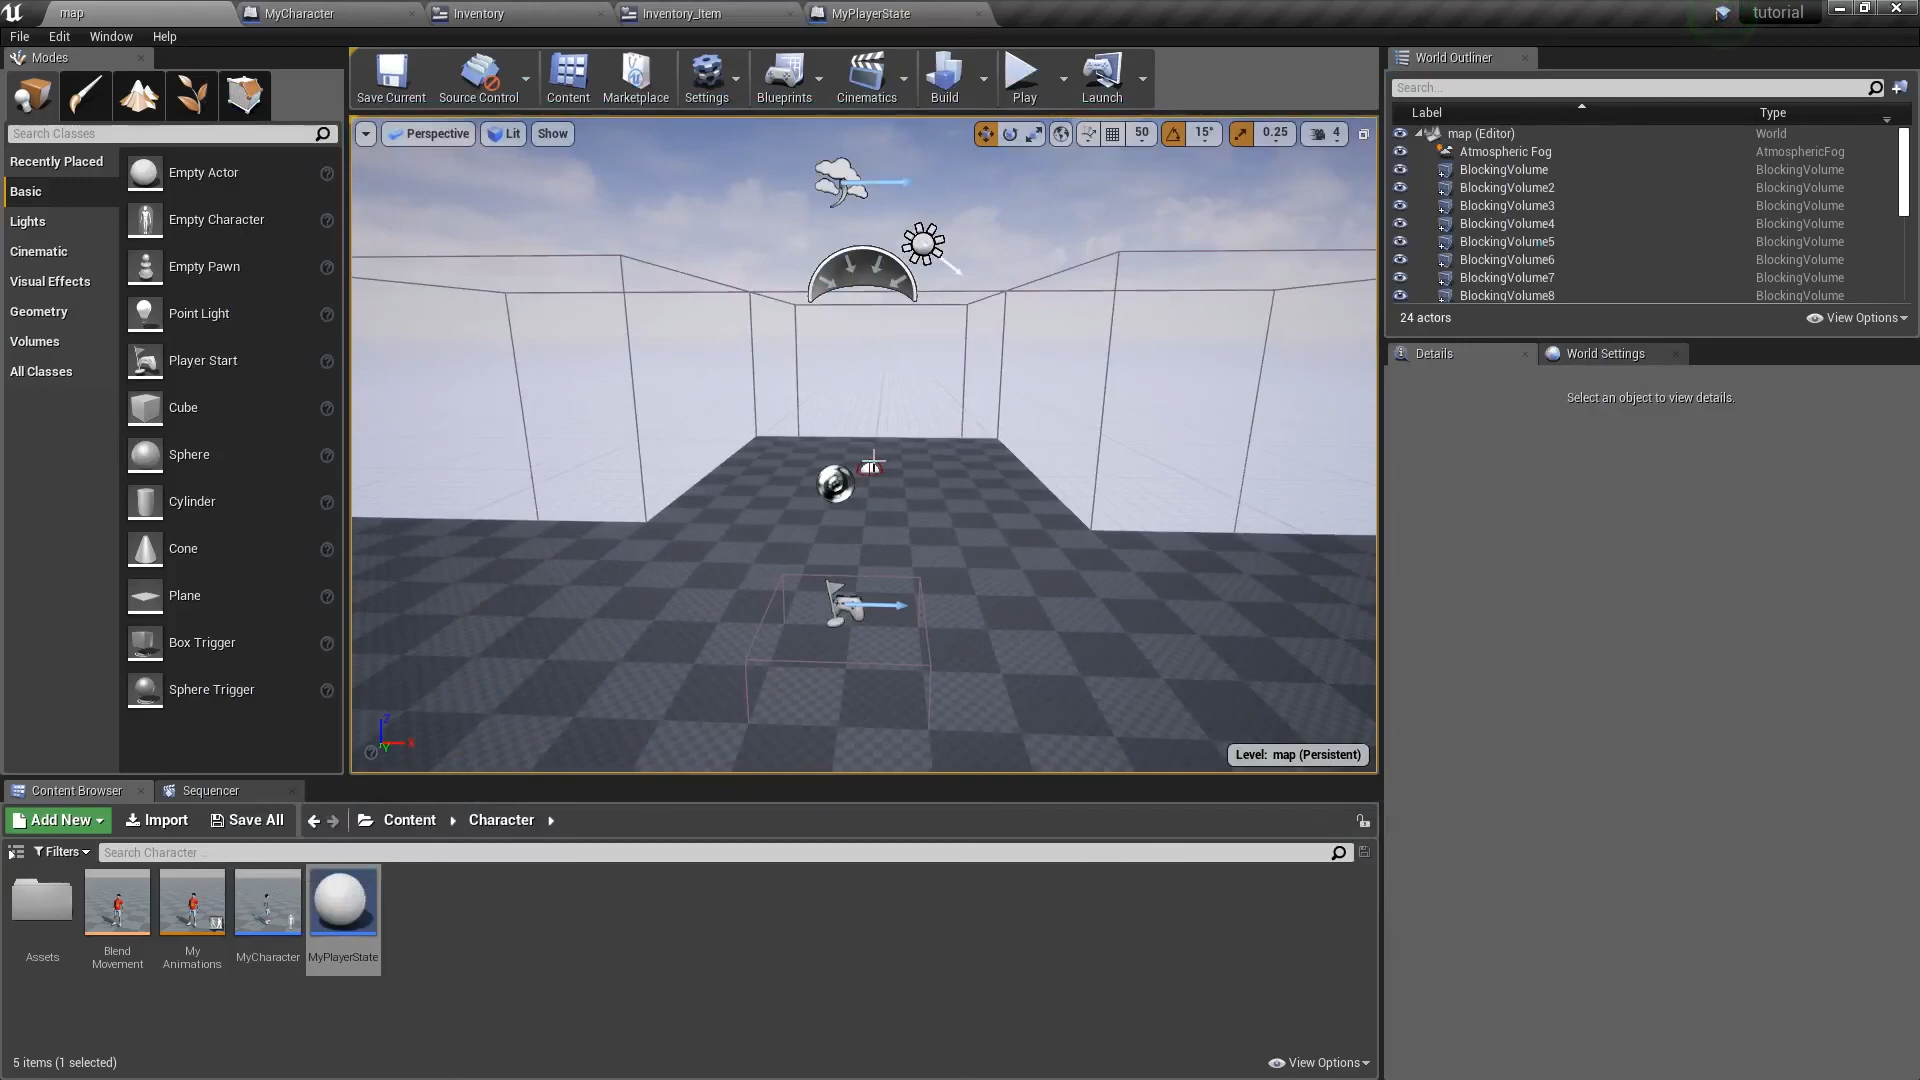 map
MyCharacter
Inventory
Inventory_Item
MyPlayerState
tutorial
File Edit Window Help
Modes
Save Current
Source Control
Content
Marketplace
Settings
Blueprints
Cinematics
Build
Play
Launch
World Outliner
Search...
Label
Type
Search Classes
Recently Placed
Basic
Lights
Cinematic
Visual Effects
Geometry
Volumes
All Classes
Empty Actor
Empty Character
Empty Pawn
Point Light
Player Start
Cube
Sphere
Cylinder
Cone
Plane
Box Trigger
Sphere Trigger
Perspective
Lit
Show
50
15°
0.25
4
Z
X
Y
Level: map (Persistent)
map (Editor) World
Atmospheric Fog AtmosphericFog
BlockingVolume BlockingVolume
BlockingVolume2 BlockingVolume
BlockingVolume3 BlockingVolume
BlockingVolume4 BlockingVolume
BlockingVolume5 BlockingVolume
BlockingVolume6 BlockingVolume
BlockingVolume7 BlockingVolume
BlockingVolume8 BlockingVolume
24 actors
View Options
Details
World Settings
Select an object to view details.
Content Browser
Sequencer
Add New
Import
Save All
Content
Character
Filters
Search Character
Assets
Blend
Movement
My
Animations
MyCharacter
MyPlayerState
5 items (1 selected)
View Options